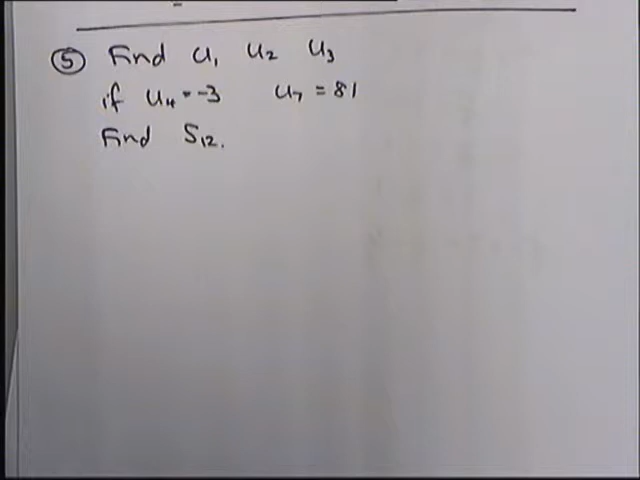 ⑤ Find U₁ U₂ U₃
if U₄ = -3 U₇ = 81
Find S₁₂.